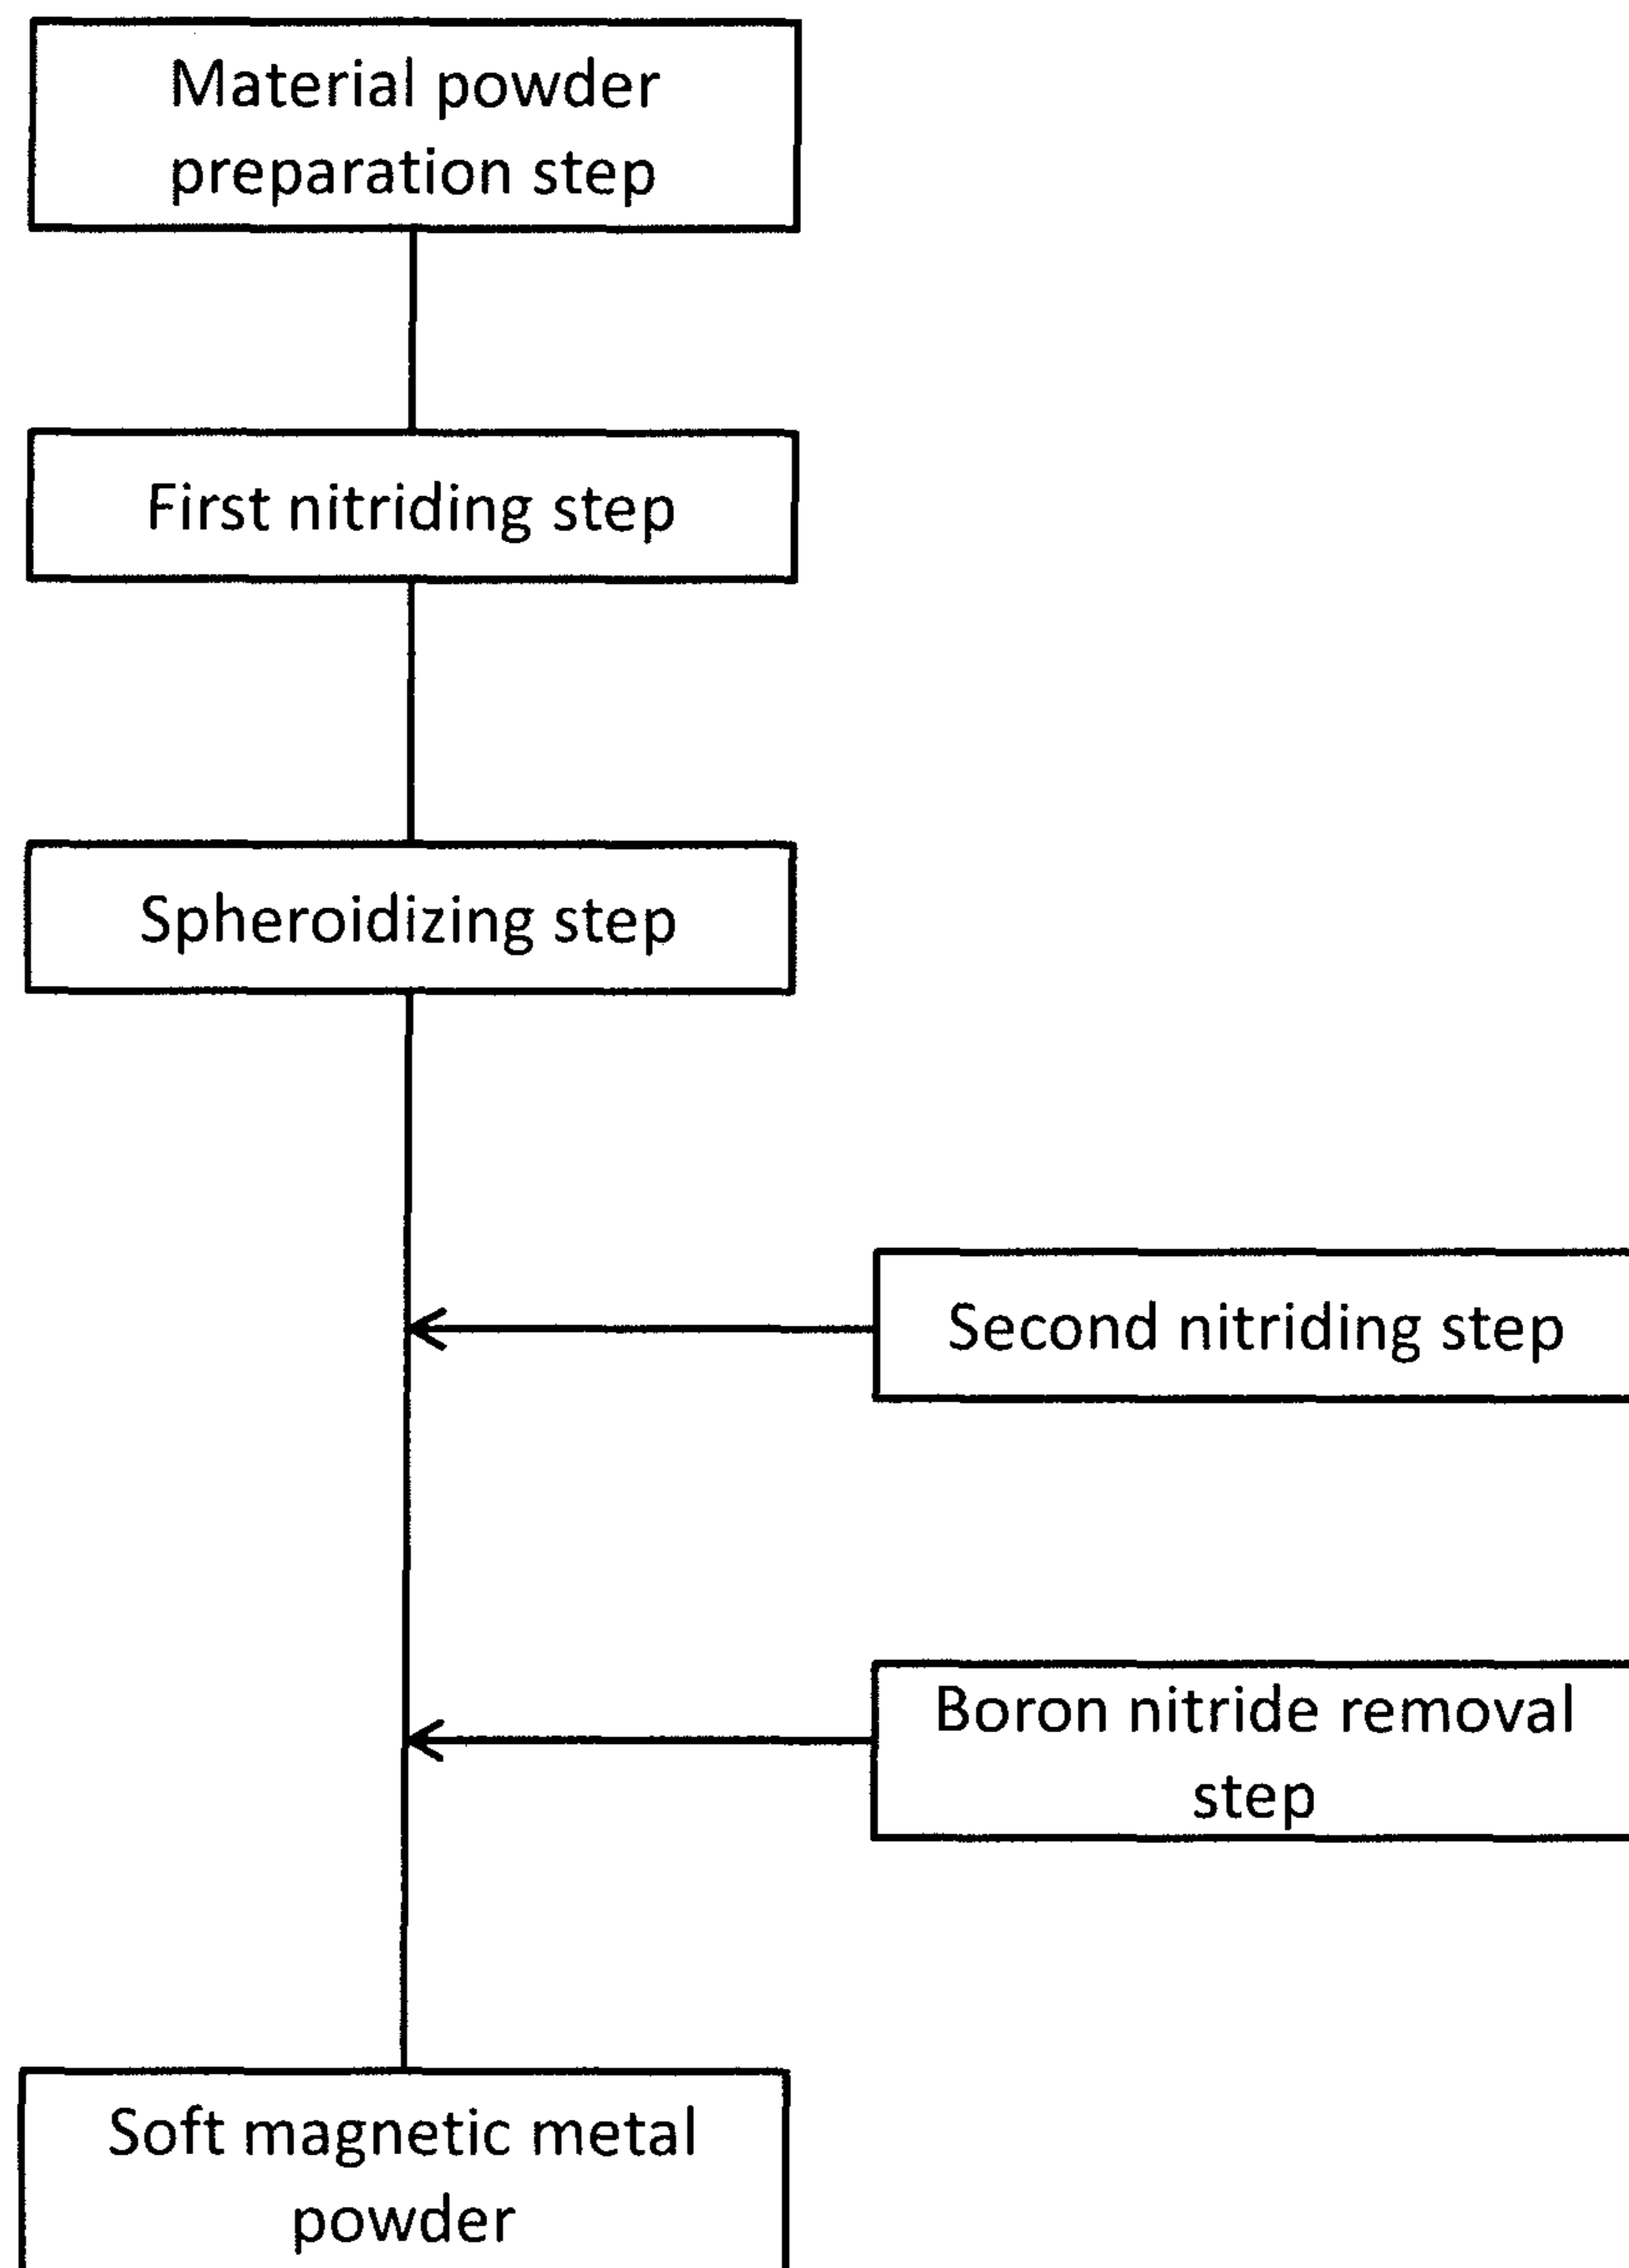 Material powder
preparation step
First nitriding step
Spheroidizing step
Second nitriding step
Boron nitride removal
step
Soft magnetic metal
powder